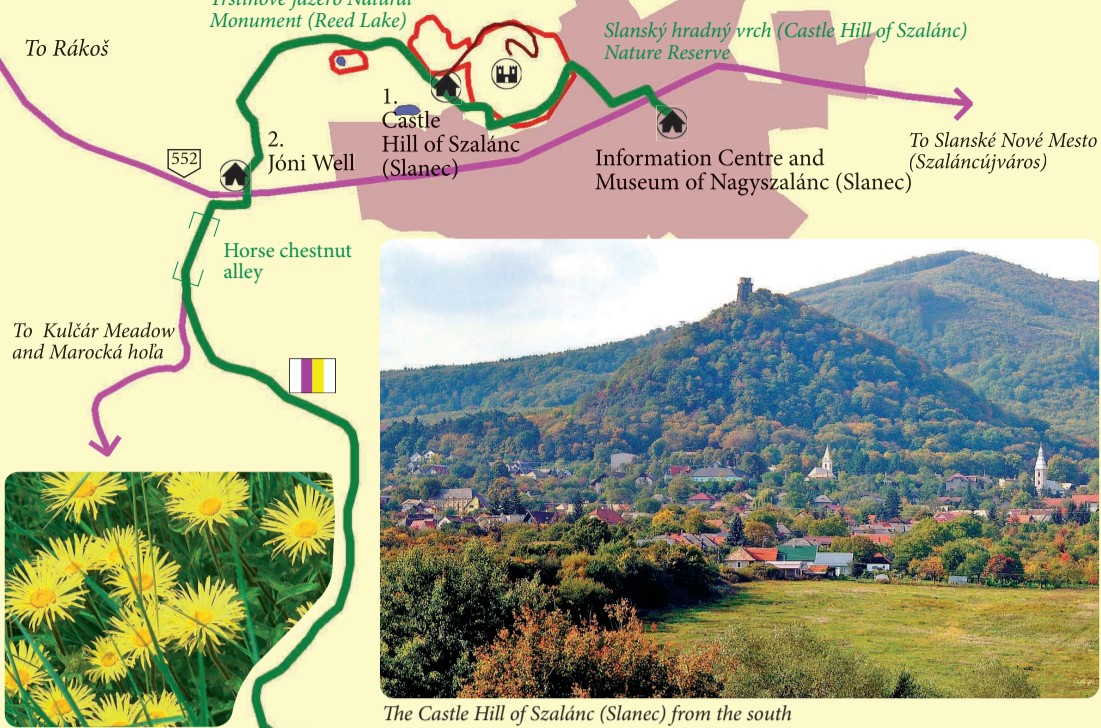 Monument (Reed Lake)
To Rákoš
Slanský hradný vrch (Castle Hill of Szalánc)
Nature Reserve
1.
Castle
Hill of Szalánc
(Slanec)
2.
Jóni Well
552
Information Centre and
Museum of Nagyszalánc (Slanec)
To Slanské Nové Mesto
(Szaláncújváros)
Horse chestnut
alley
To Kulčár Meadow
and Marocká hoľa
The Castle Hill of Szalánc (Slanec) from the south